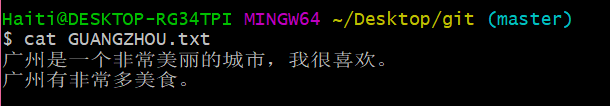 Haiti@DESKTOP-RG34TPI MINGW64 ~/Desktop/git (master)
$ cat GUANGZHOU.txt
广州是一个非常美丽的城市，我很喜欢。
广州有非常多美食。